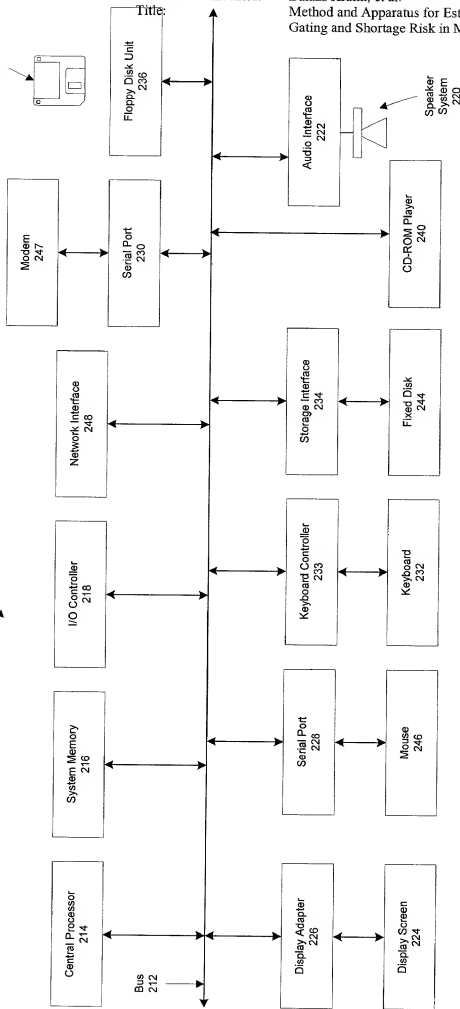 Title:
Method and Apparatus for Est
Gating and Shortage Risk in M
Central Processor
214
System Memory
216
I/O Controller
218
Network Interface
248
Modem
247
Serial Port
230
Floppy Disk Unit
236
Bus
212
Display Adapter
226
Display Screen
224
Serial Port
228
Mouse
246
Keyboard Controller
233
Keyboard
232
Storage Interface
234
Fixed Disk
244
CD-ROM Player
240
Audio Interface
222
Speaker
System
220